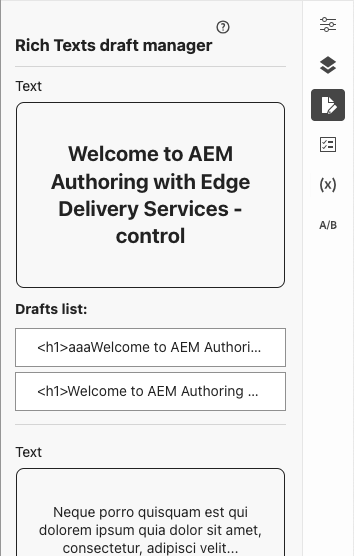 ?
Rich Texts draft manager
Text
Welcome to AEM
Authoring with Edge
Delivery Services -
control
Drafts list:
<h1>aaaWelcome to AEM Authori...
<h1>Welcome to AEM Authoring ...
Text
Neque porro quisquam est qui
dolorem ipsum quia dolor sit amet,
consectetur, adipisci velit...
(x)
A/B